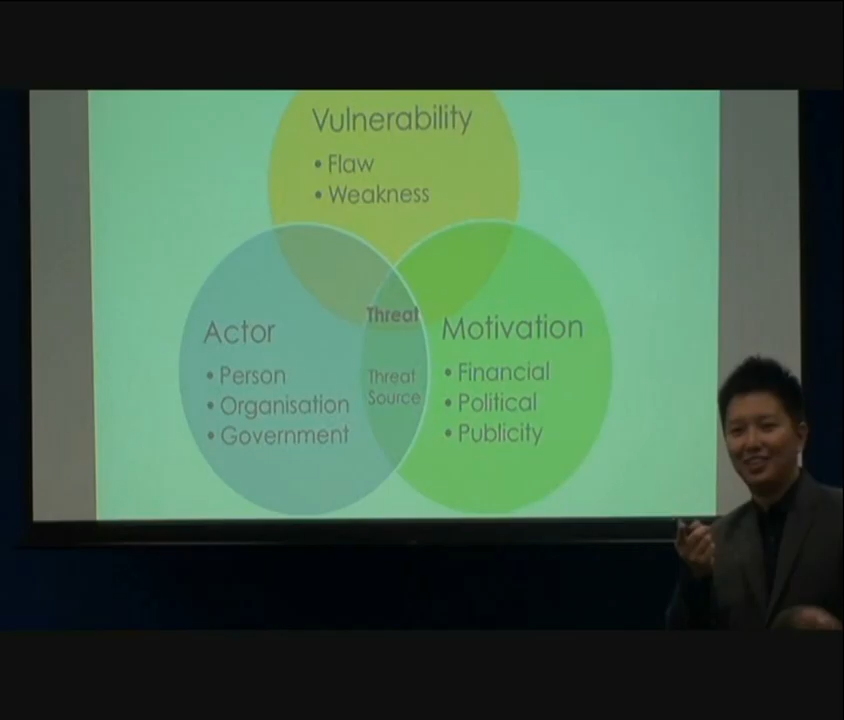 Vulnerability
• Flaw
• Weakness
Threat
Actor
• Person
• Organisation
• Government
Threat
Source
Motivation
• Financial
• Political
• Publicity